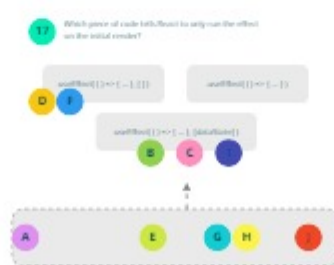 17
Which piece of code tells React to only run the effect
on the initial render?
useEffect( ( ) => { ... }, [ ] )
useEffect( ( ) => { ... } )
D F
useEffect( ( ) => { ... }, [dataState] )
B C I
A E G H J